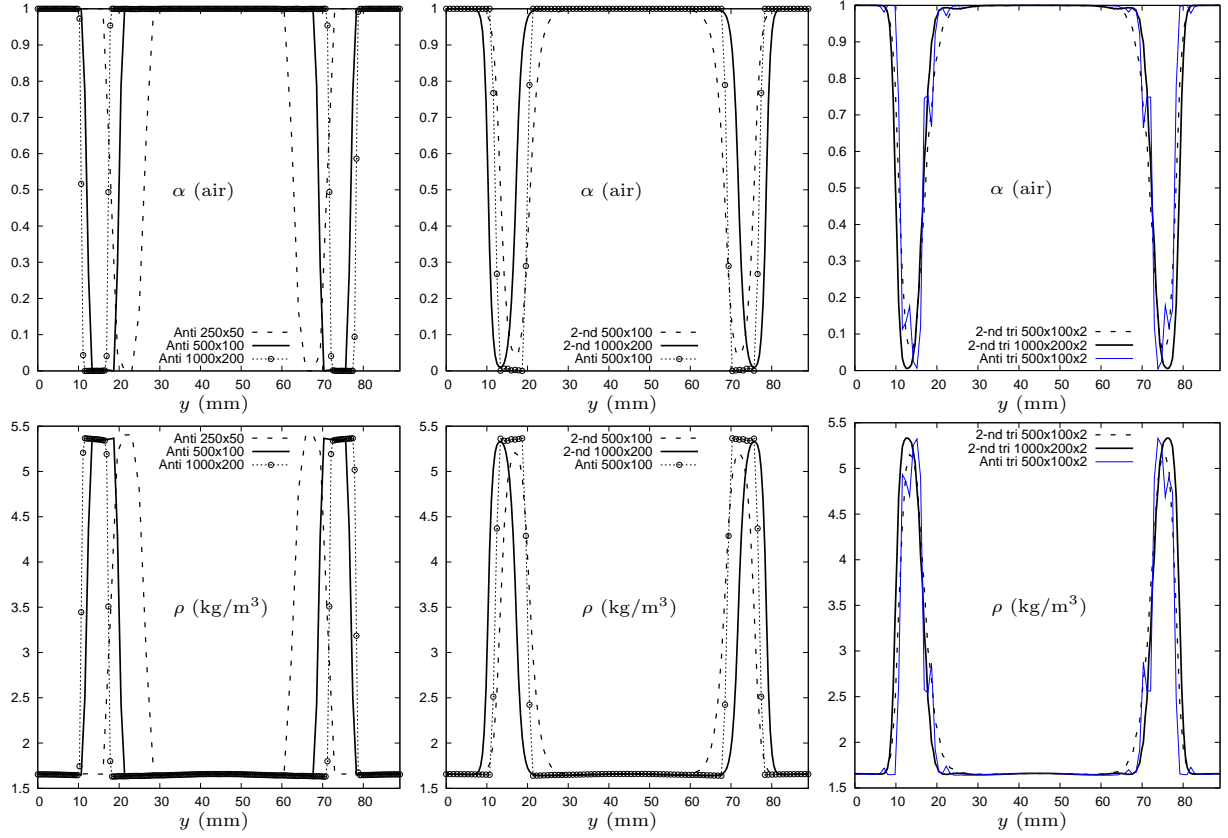 1
0.9
0.8
0.7
0.6
0.5
0.4
0.3
0.2
0.1
0
α (air)
Anti 250x50
Anti 500x100
Anti 1000x200
0 10 20 30 40 50 60 70 80
y (mm)
1
0.9
0.8
0.7
0.6
0.5
0.4
0.3
0.2
0.1
0
α (air)
2-nd 500x100
2-nd 1000x200
Anti 500x100
0 10 20 30 40 50 60 70 80
y (mm)
1
0.9
0.8
0.7
0.6
0.5
0.4
0.3
0.2
0.1
0
α (air)
2-nd tri 500x100x2
2-nd tri 1000x200x2
Anti tri 500x100x2
0 10 20 30 40 50 60 70 80
y (mm)
5.5
5
4.5
4
3.5
3
2.5
2
1.5
Anti 250x50
Anti 500x100
Anti 1000x200
ρ (kg/m³)
0 10 20 30 40 50 60 70 80
y (mm)
5.5
5
4.5
4
3.5
3
2.5
2
1.5
2-nd 500x100
2-nd 1000x200
Anti 500x100
ρ (kg/m³)
0 10 20 30 40 50 60 70 80
y (mm)
5.5
5
4.5
4
3.5
3
2.5
2
1.5
2-nd tri 500x100x2
2-nd tri 1000x200x2
Anti tri 500x100x2
ρ (kg/m³)
0 10 20 30 40 50 60 70 80
y (mm)